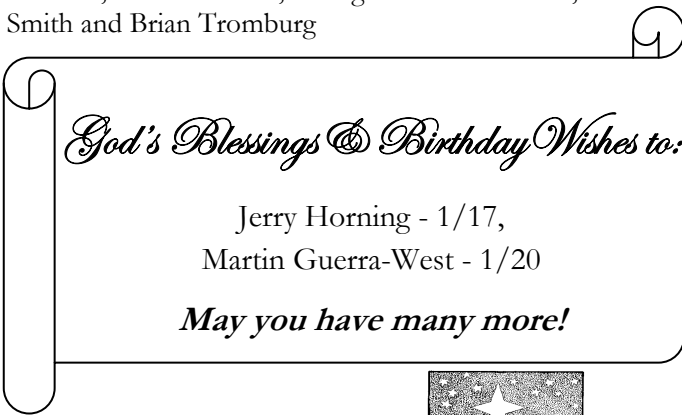 Smith and Brian Tromburg
God's Blessings & Birthday Wishes to:
Jerry Horning - 1/17,
Martin Guerra-West - 1/20
May you have many more!